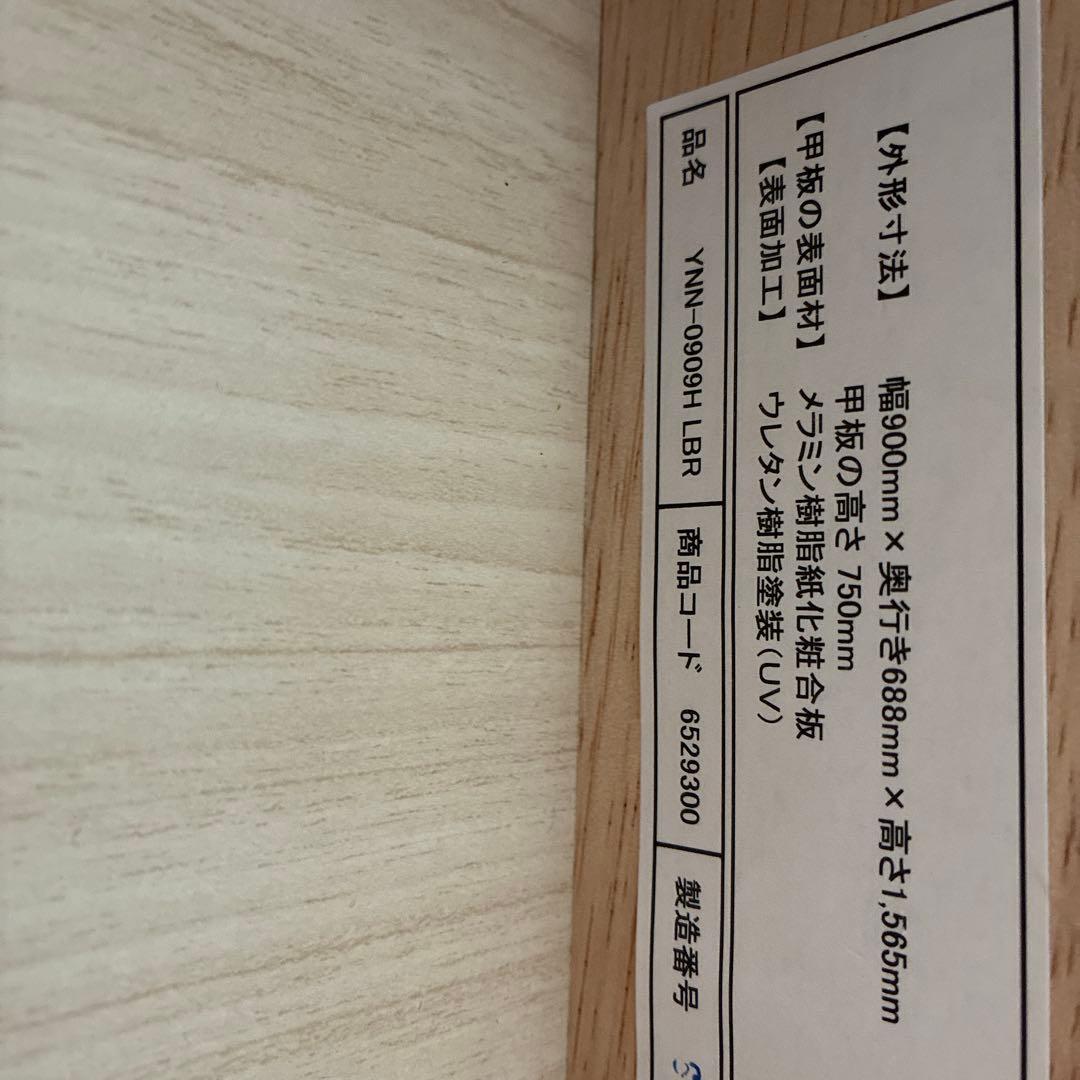 【外形寸法】 幅900mm×奥行き688mm×高さ1,565mm
甲板の高さ 750mm
【甲板の表面材】 メラミン樹脂紙化粧合板
【表面加工】 ウレタン樹脂塗装(UV)
品名 YNN-0909H LBR 商品コード 6529300 製造番号